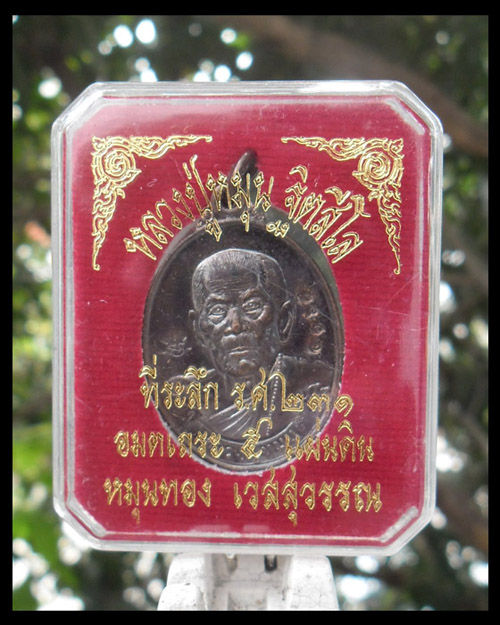 หลวงปู่หมุน ฐิตสีโล
ที่ระลึก ร.ศ.๒๓๑
อมตเถระ ๕ แผ่นดิน
หมุนทอง เวสสุวรรณ